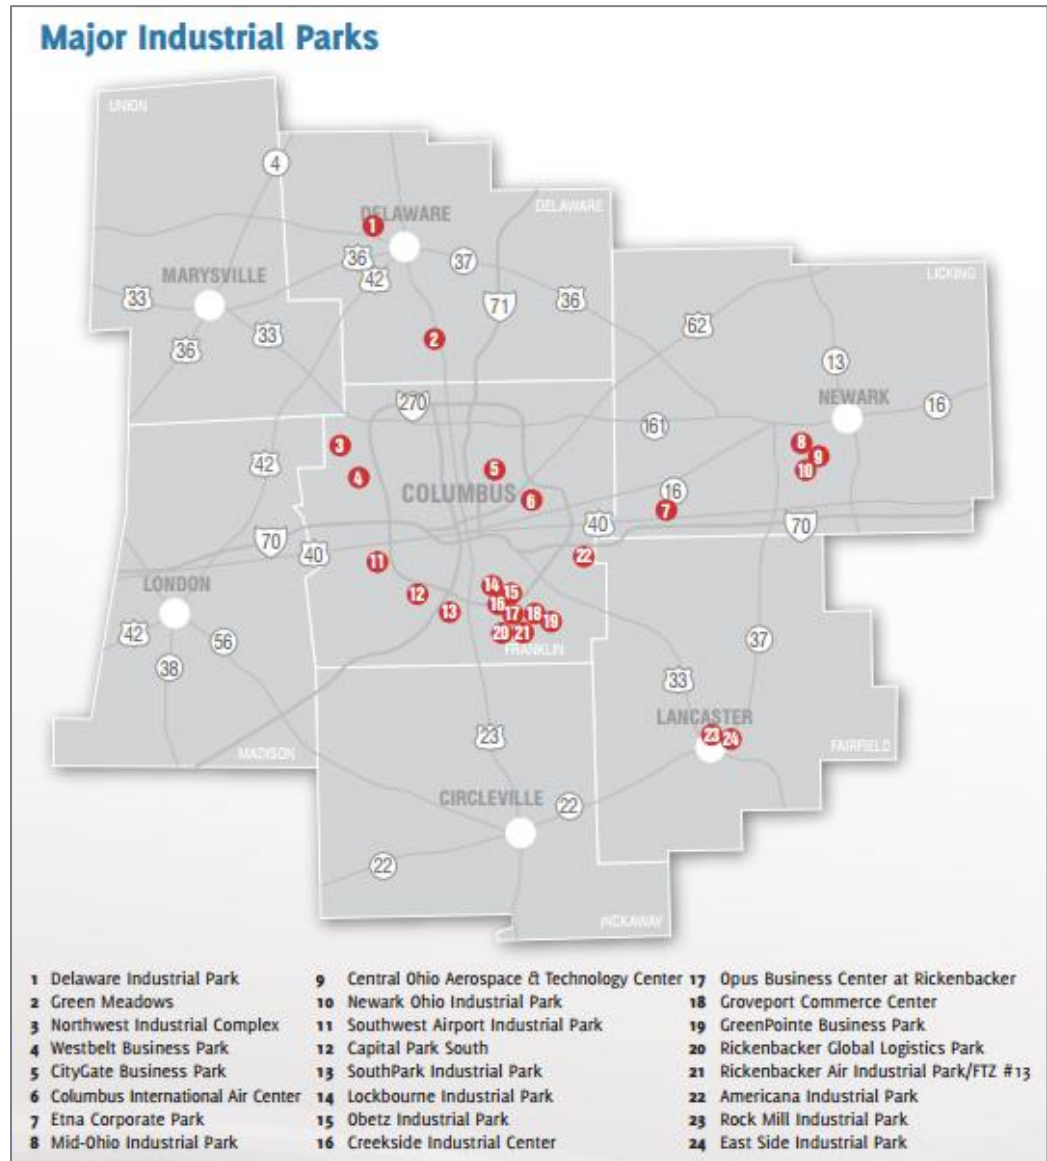 Major Industrial Parks
UNION
4
DELAWARE
DELAWARE
1
36
37
42
MARYSVILLE
LICKING
33
71
36
62
33
2
36
13
NEWARK
270
16
161
3
8
42
5
9
4
COLUMBUS
10
6
16
7
40
70
70
40
22
11
LONDON
14
15
12
16
13
17
18
19
42
56
20
21
37
FRANKLIN
38
33
LANCASTER
23
23
24
MADISON
FAIRFIELD
CIRCLEVILLE
22
22
PICKAWAY
1 Delaware Industrial Park
2 Green Meadows
3 Northwest Industrial Complex
4 Westbelt Business Park
5 CityGate Business Park
6 Columbus International Air Center
7 Etna Corporate Park
8 Mid-Ohio Industrial Park
9 Central Ohio Aerospace & Technology Center
10 Newark Ohio Industrial Park
11 Southwest Airport Industrial Park
12 Capital Park South
13 SouthPark Industrial Park
14 Lockbourne Industrial Park
15 Obetz Industrial Park
16 Creekside Industrial Center
17 Opus Business Center at Rickenbacker
18 Groveport Commerce Center
19 GreenPointe Business Park
20 Rickenbacker Global Logistics Park
21 Rickenbacker Air Industrial Park/FTZ #13
22 Americana Industrial Park
23 Rock Mill Industrial Park
24 East Side Industrial Park